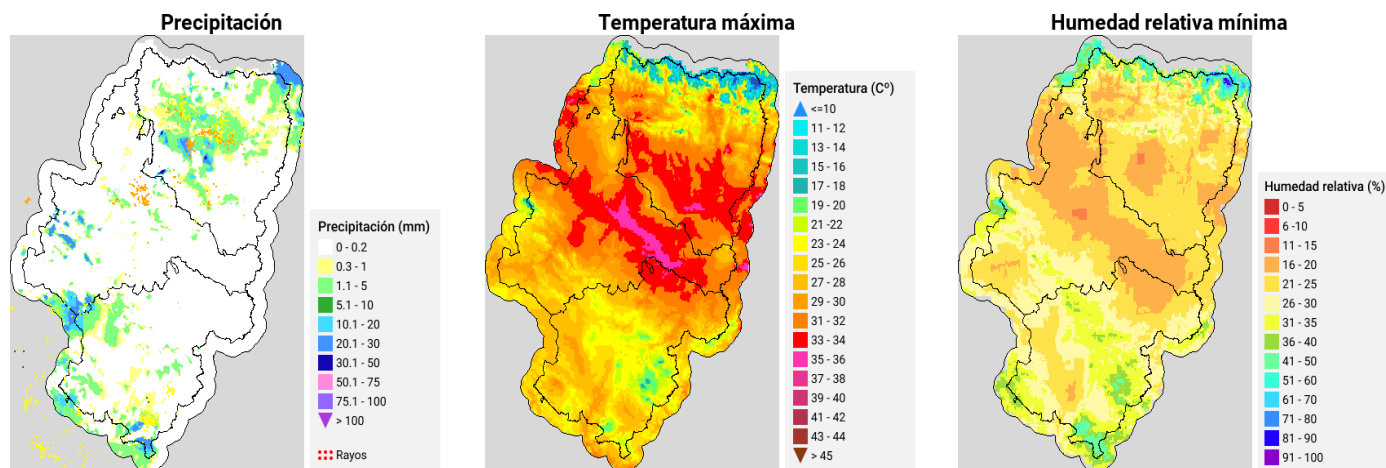 Precipitación
Precipitación (mm)
0 - 0.2
0.3 - 1
1.1 - 5
5.1 - 10
10.1 - 20
20.1 - 30
30.1 - 50
50.1 - 75
75.1 - 100
> 100
Rayos
Temperatura máxima
Temperatura (Cº)
<=10
11 - 12
13 - 14
15 - 16
17 - 18
19 - 20
21 -22
23 - 24
25 - 26
27 - 28
29 - 30
31 - 32
33 - 34
35 - 36
37 - 38
39 - 40
41 - 42
43 - 44
> 45
Humedad relativa mínima
Humedad relativa (%)
0 - 5
6 -10
11 - 15
16 - 20
21 - 25
26 - 30
31 - 35
36 - 40
41 - 50
51 - 60
61 - 70
71 - 80
81 - 90
91 - 100